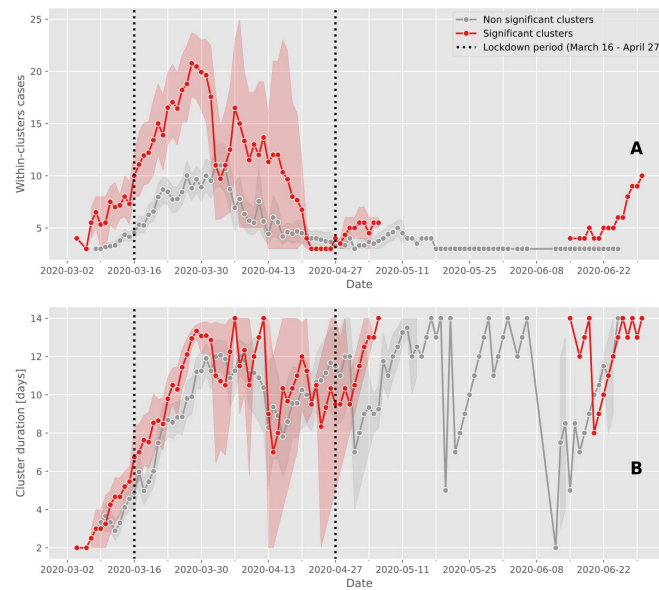 Non significant clusters
Significant clusters
Lockdown period (March 16 - April 27)
25
20
15
10
5
Within-clusters cases
A
2020-03-02 2020-03-16 2020-03-30 2020-04-13 2020-04-27 2020-05-11 2020-05-25 2020-06-08 2020-06-22
Date
14
12
10
8
6
4
2
Cluster duration [days]
B
2020-03-02 2020-03-16 2020-03-30 2020-04-13 2020-04-27 2020-05-11 2020-05-25 2020-06-08 2020-06-22
Date